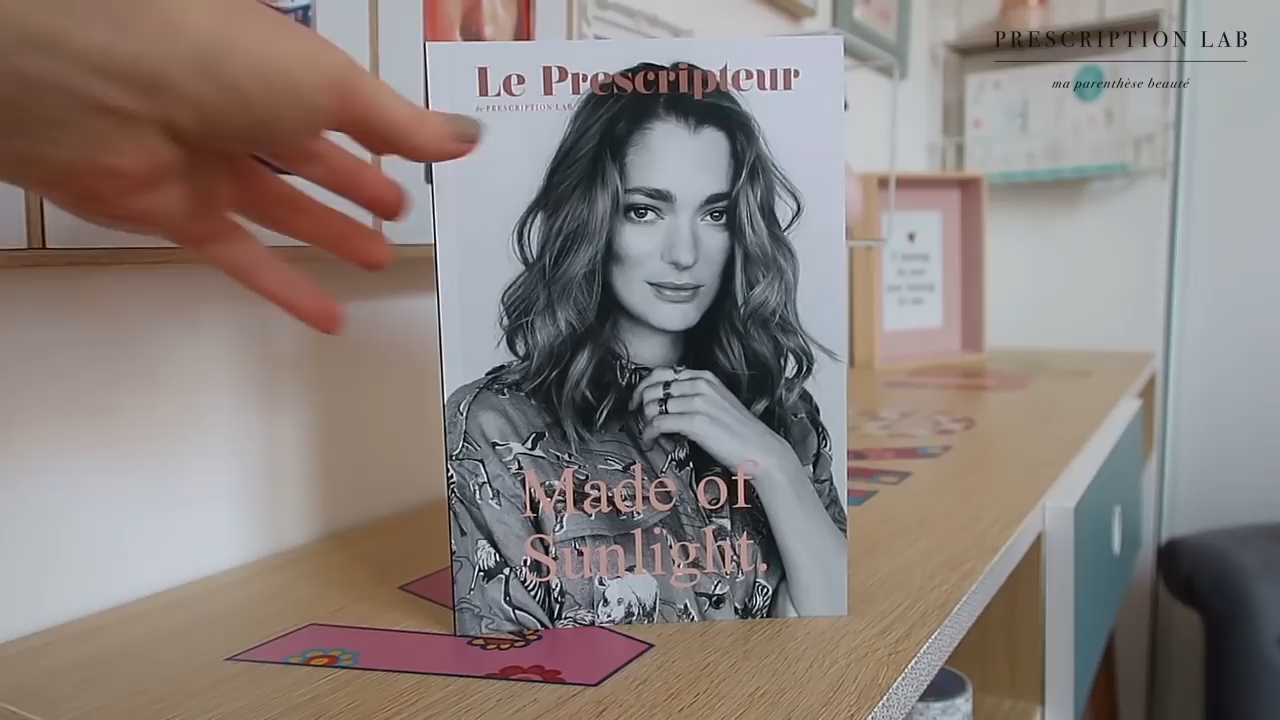 PRESCRIPTION LAB
ma parenthèse beauté
Le Prescripteur
by PRESCRIPTION LAB
Made of
Sunlight.